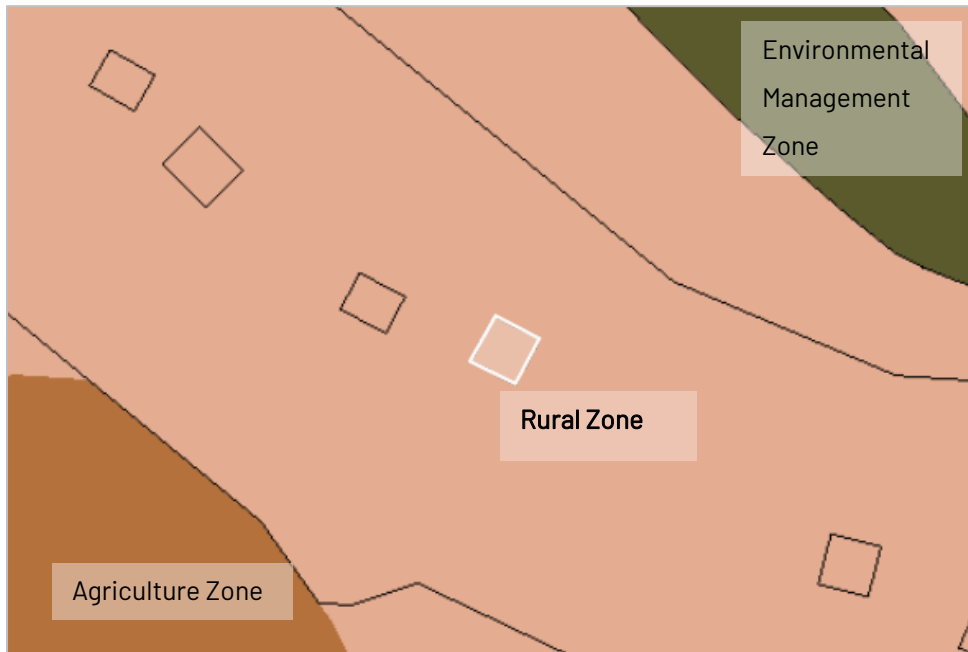 Environmental
Management
Zone
Rural Zone
Agriculture Zone